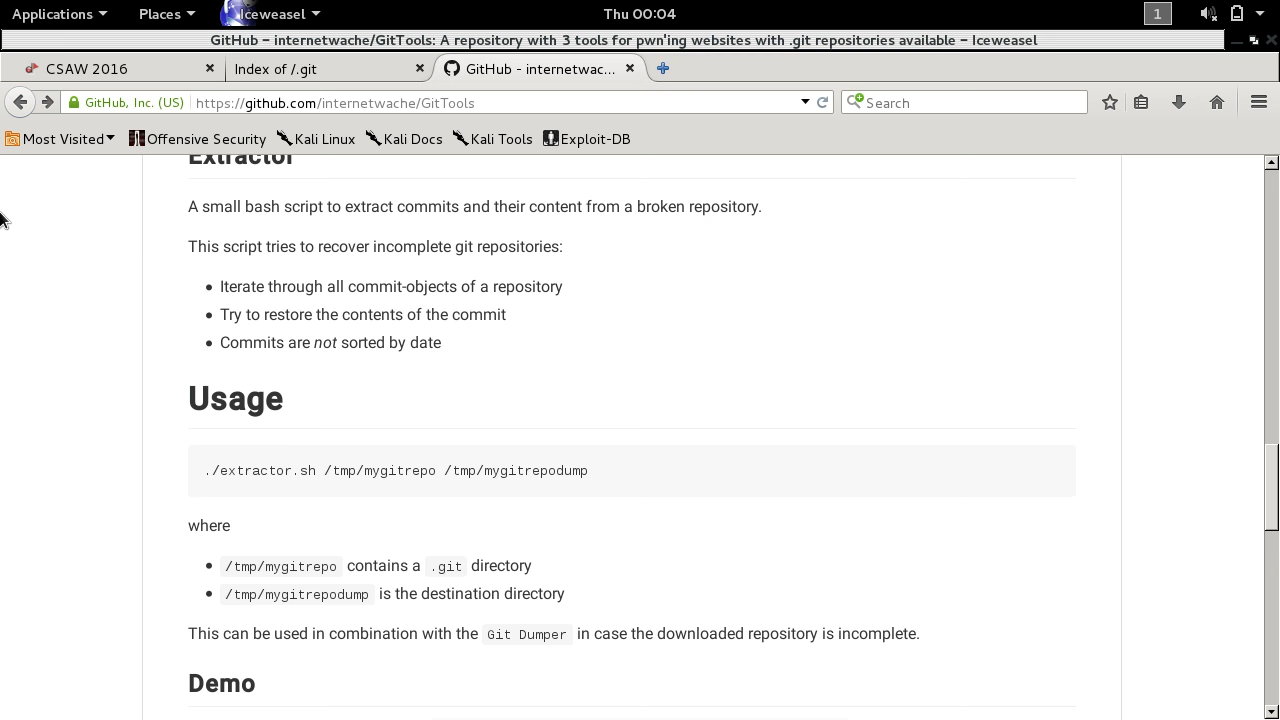 Applications Places Iceweasel Thu 00:04 1
GitHub - internetwache/GitTools: A repository with 3 tools for pwn'ing websites with .git repositories available - Iceweasel
CSAW 2016 Index of /.git GitHub - internetwac...
GitHub, Inc. (US) https://github.com/internetwache/GitTools Search
Most Visited Offensive Security Kali Linux Kali Docs Kali Tools Exploit-DB
Extractor
A small bash script to extract commits and their content from a broken repository.
This script tries to recover incomplete git repositories:
• Iterate through all commit-objects of a repository
• Try to restore the contents of the commit
• Commits are not sorted by date
Usage
./extractor.sh /tmp/mygitrepo /tmp/mygitrepodump
where
• /tmp/mygitrepo contains a .git directory
• /tmp/mygitrepodump is the destination directory
This can be used in combination with the Git Dumper in case the downloaded repository is incomplete.
Demo